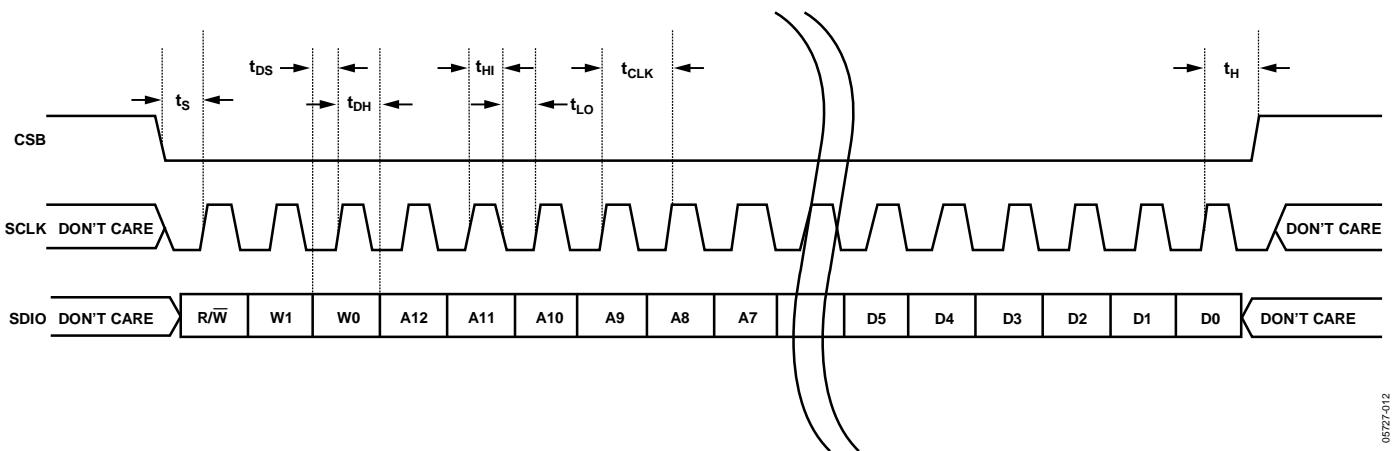 tDS tHI tCLK tH
tS tDH tLO
CSB
SCLK DON'T CARE DON'T CARE
SDIO DON'T CARE R/W̅ W1 W0 A12 A11 A10 A9 A8 A7 D5 D4 D3 D2 D1 D0 DON'T CARE
05727-012